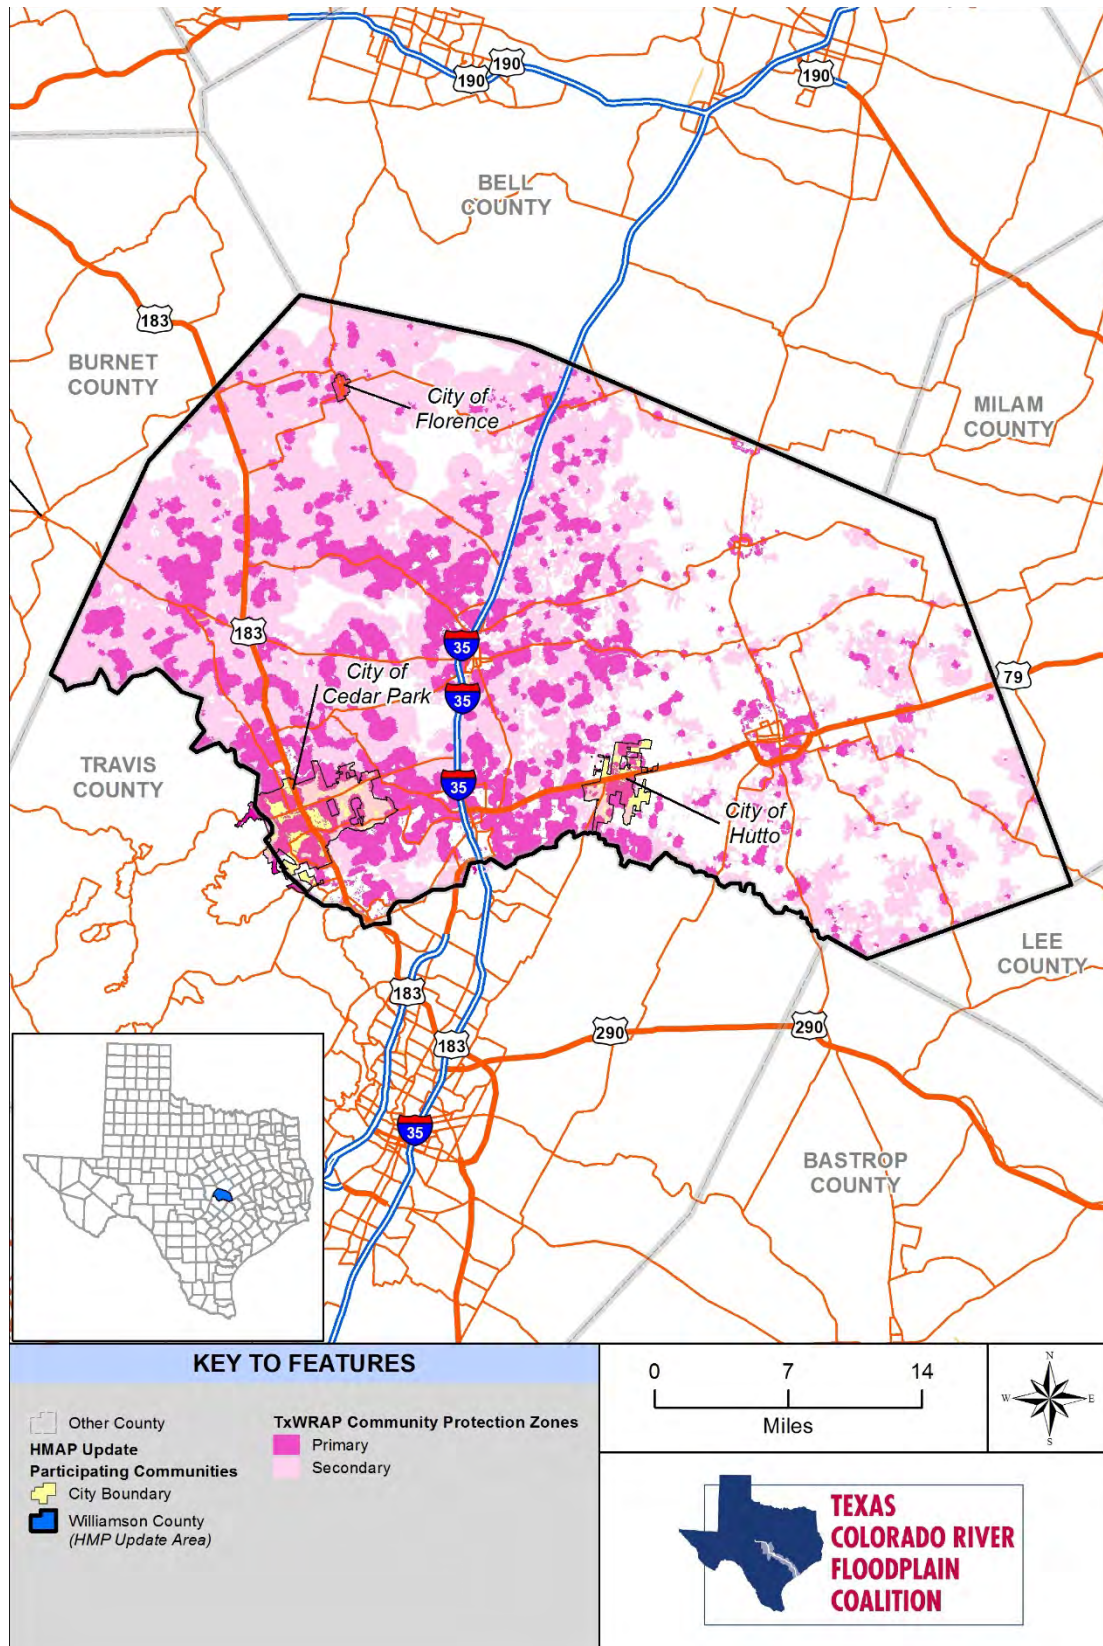 190
190
190
BELL
COUNTY
183
BURNET
COUNTY
City of
Florence
MILAM
COUNTY
183
35
City of
Cedar Park
35
79
TRAVIS
COUNTY
35
City of
Hutto
LEE
COUNTY
183
290
290
183
35
BASTROP
COUNTY
KEY TO FEATURES
Other County
HMAP Update
Participating Communities
City Boundary
Williamson County
(HMP Update Area)
TxWRAP Community Protection Zones
Primary
Secondary
0 7 14
Miles
N
W E
S
TEXAS
COLORADO RIVER
FLOODPLAIN
COALITION